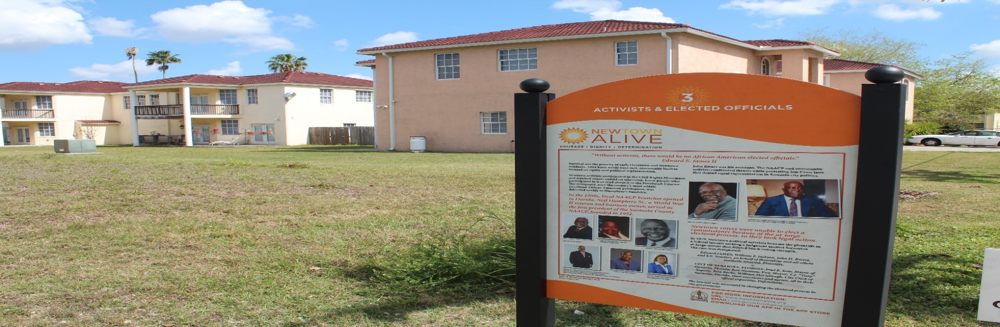 3
ACTIVISTS & ELECTED OFFICIALS
NEWTOWN
ALIVE
COURAGE • DIGNITY • DETERMINATION
"Without activists, there would be no African American elected officials."
Edward E. James II
Survival was the priority of early Overtown and Newtown
residents. After basic needs were met, community leaders
focused on equity and political representation.
Newtown activists participated in the Civil Rights Movement
and watched events unfold on television, knew people who
participated in it or read about it in the Pittsburgh Courier.
The newspaper, once the country's most widely
circulated African American publication, was
delivered weekly to Humphrey's Sundries.
In the 1950s, local NAACP branches opened
in Florida. Neil Humphrey Sr., a World War
II veteran and business owner, served as
the first president of the Sarasota County
NAACP, founded in 1952.
John Rivers was his assistant. The NAACP and community
activists confronted threats while protesting Jim Crow laws
that denied equal representation in Sarasota city politics.
Newtown voters were unable to elect a
commissioner because of the at-large
electoral process, so they took legal action.
In 1979, Newtown political activists became the plaintiffs in
a federal lawsuit seeking a judgment against Sarasota's
at-large system that diluted black voting strength.
The case was designated:
Edward JAMES, William F. Jackson, John H. Rivers,
and S.V. Saunders, on behalf of themselves and all others
similarly situated, Plaintiffs.
v.
CITY OF SARASOTA, FLORIDA: Fred E. Soto, Mayor of
Sarasota, Florida; Ron Norman, Vice Mayor, T.J. "Tony"
Saprito, Rita Roehr, William McCullough, City Clerk of
Sarasota, Florida, their successors and agents, all in their
official capacities, Defendants.
The lawsuit was successful in changing the electoral process in
city government.
FOR MORE INFORMATION:
URL: www.newtownalive.org
EMAIL: info@newtownalive.com
DOWNLOAD OUR APP IN THE APP STORE